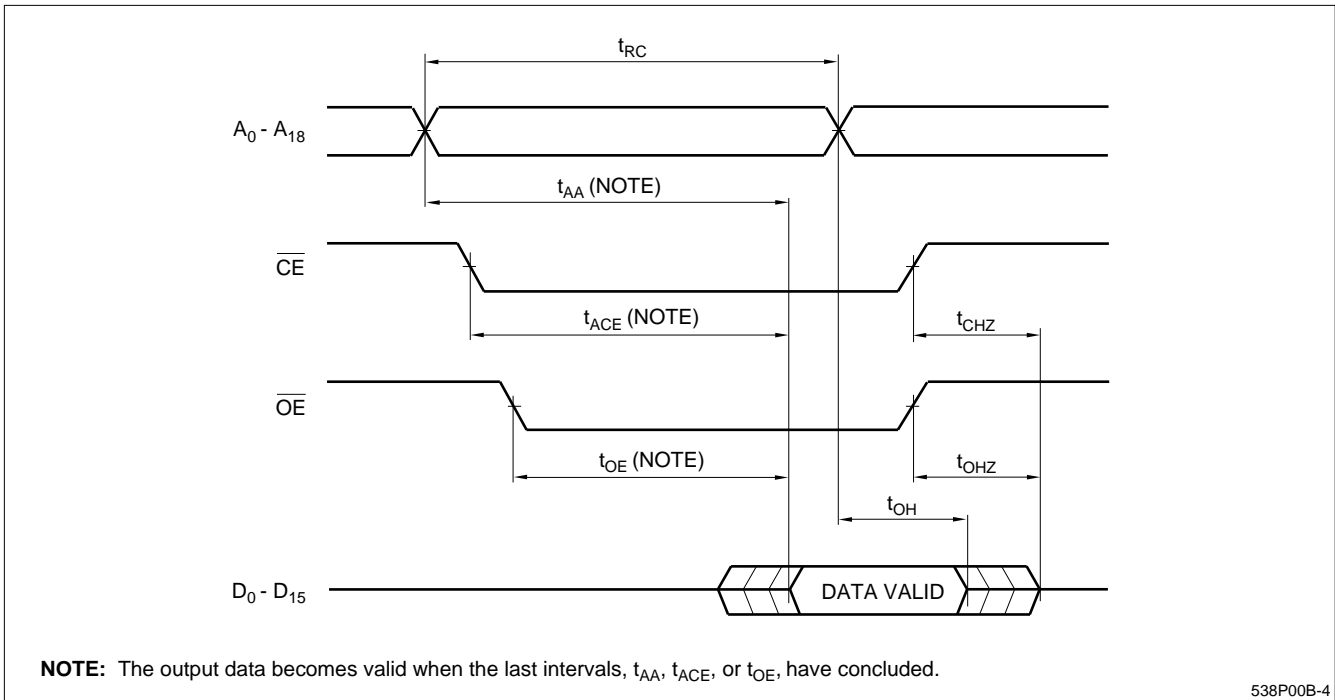 tRC
A0 - A18
tAA (NOTE)
CE
tACE (NOTE)
tCHZ
OE
tOE (NOTE)
tOHZ
tOH
D0 - D15
DATA VALID
NOTE: The output data becomes valid when the last intervals, tAA, tACE, or tOE, have concluded.
538P00B-4